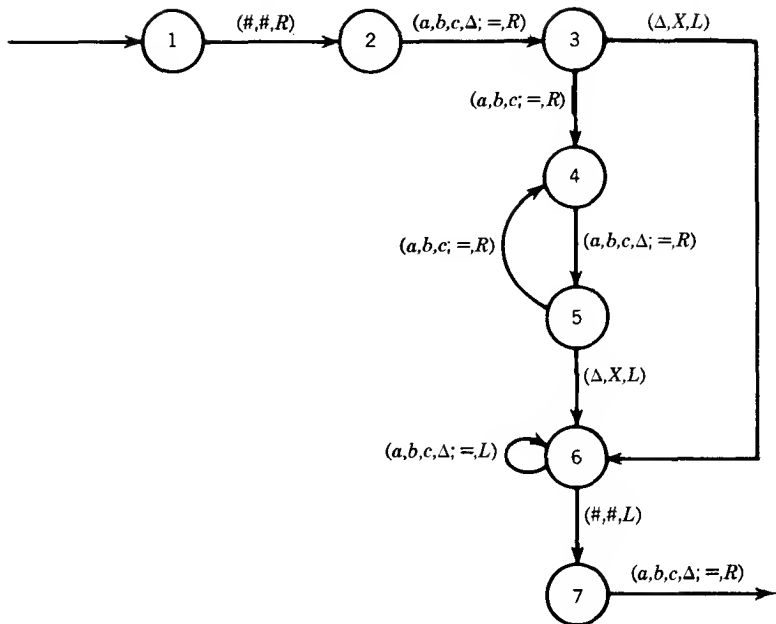 1
(#,#,R)
2
(a,b,c,Δ; =,R)
3
(Δ,X,L)
(a,b,c; =,R)
4
(a,b,c; =,R)
(a,b,c,Δ; =,R)
5
(Δ,X,L)
(a,b,c,Δ; =,L)
6
(#,#,L)
7
(a,b,c,Δ; =,R)